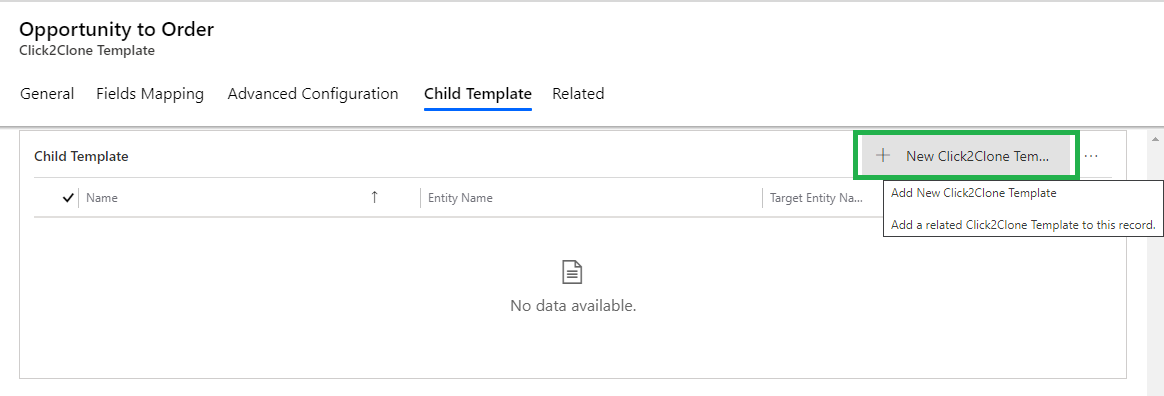 Opportunity to Order
Click2Clone Template
General Fields Mapping Advanced Configuration Child Template Related
Child Template
New Click2Clone Tem...
...
Name Entity Name Target Entity Na...
Add New Click2Clone Template
Add a related Click2Clone Template to this record.
No data available.